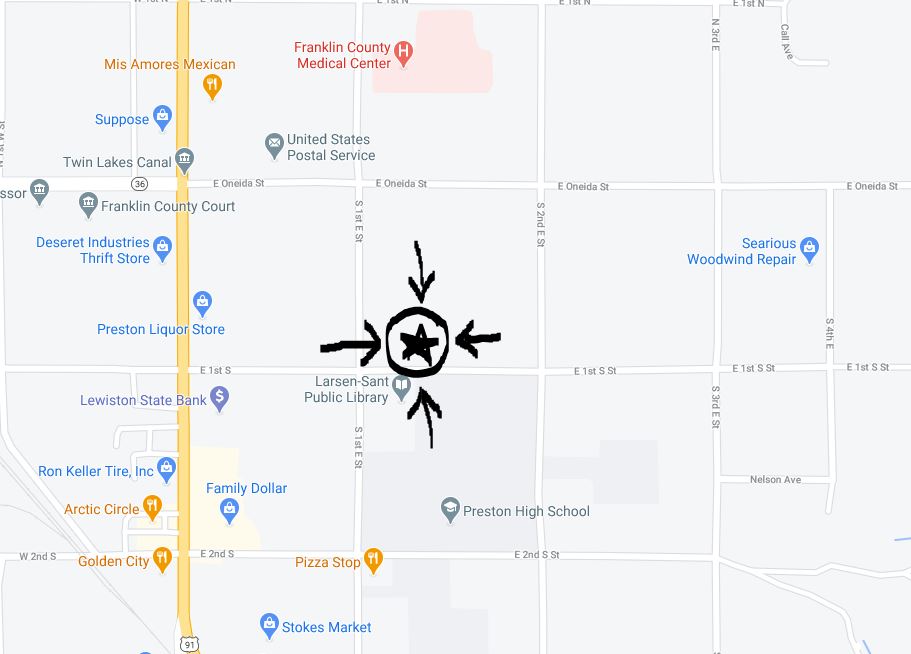 E 1st N
E 1st N
E 1st N
E 1st N
N 3rd E
Call Ave
Franklin County
Medical Center
Mis Amores Mexican
Suppose
N 1st W St
United States
Postal Service
Twin Lakes Canal
36
E Oneida St
E Oneida St
E Oneida St
E Oneida St
ssor
Franklin County Court
S 1st E St
S 2nd E St
Deseret Industries
Thrift Store
Searious
Woodwind Repair
Preston Liquor Store
S 4th E
E 1st S
E 1st S St
E 1st S St
E 1st S St
Larsen-Sant
Public Library
Lewiston State Bank
S 3rd E St
S 1st E St
Ron Keller Tire, Inc
Nelson Ave
Family Dollar
Arctic Circle
Preston High School
W 2nd S
E 2nd S
E 2nd S St
Golden City
Pizza Stop
Stokes Market
91